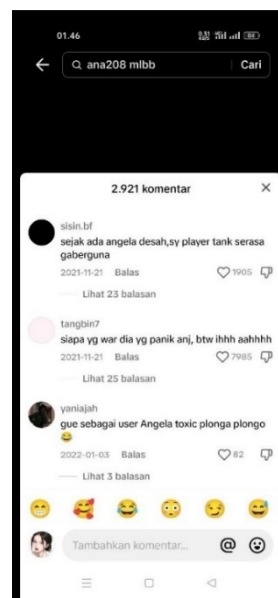 01.46
ana208 mlbb
Cari
2.921 komentar
sisin.bf
sejak ada angela desah,sy player tank serasa
gaberguna
2021-11-21 Balas 1905
Lihat 23 balasan
tangbin7
siapa yg war dia yg panik anj, btw ihhh aahhhh
2021-11-21 Balas 7985
Lihat 25 balasan
yaniajah
gue sebagai user Angela toxic plonga plongo
😂
2022-01-03 Balas 82
Lihat 3 balasan
Tambahkan komentar... @